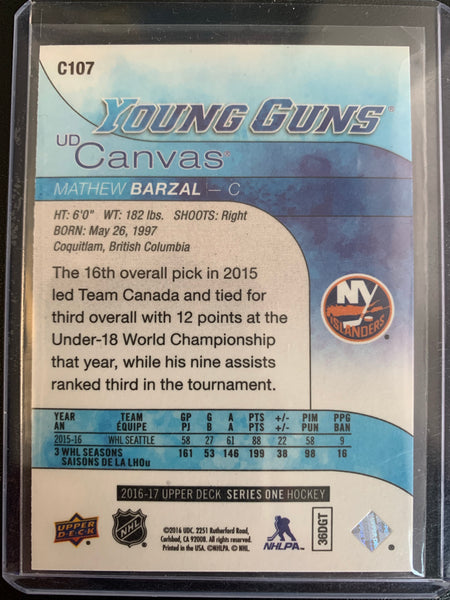 C107
YOUNG GUNS®
UD Canvas
MATHEW BARZAL — C
HT: 6'0" WT: 182 lbs. SHOOTS: Right
BORN: May 26, 1997
Coquitlam, British Columbia
The 16th overall pick in 2015
led Team Canada and tied for
third overall with 12 points at the
Under-18 World Championship
that year, while his nine assists
ranked third in the tournament.
NY
ISLANDERS
YEAR TEAM GP G A PTS +/- PIM PPG
AN ÉQUIPE PJ B A PTS +/- PUN BAN
2015-16 WHL SEATTLE 58 27 61 88 22 58 9
3 WHL SEASONS 161 53 146 199 38 98 16
SAISONS DE LA LHOu
2016-17 UPPER DECK SERIES ONE HOCKEY
UPPER DECK
NHL
©2016 UDC. 2251 Rutherford Road,
Carlsbad, CA 92008. All rights reserved.
Printed in the USA. ©NHLPA. © NHL.
NHLPA
36DGT